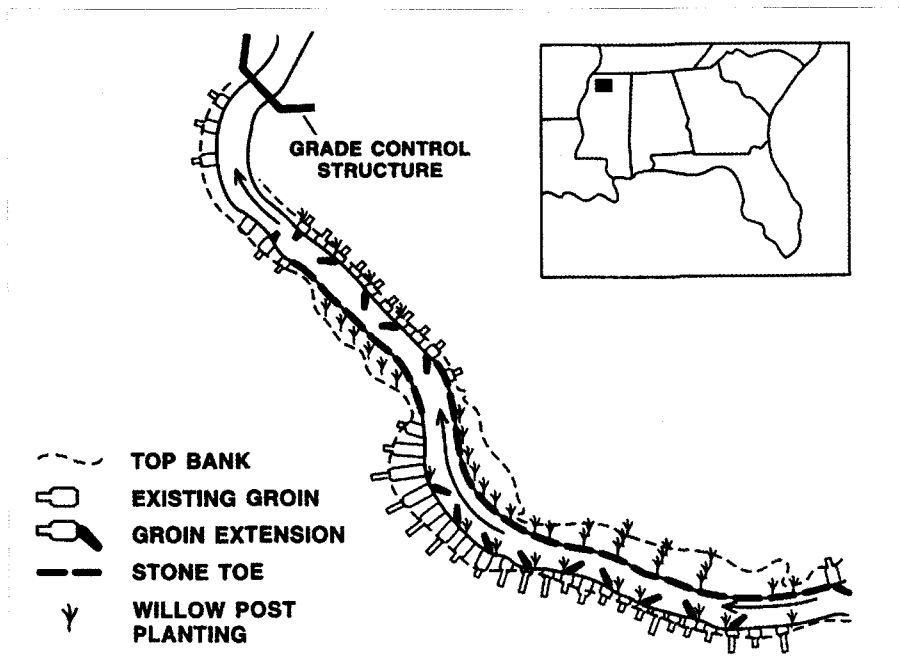 GRADE CONTROL
STRUCTURE
TOP BANK
EXISTING GROIN
GROIN EXTENSION
STONE TOE
WILLOW POST
PLANTING